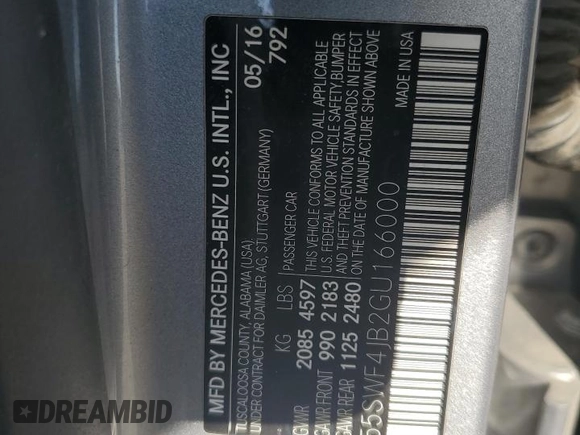 MFD BY MERCEDES-BENZ U.S. INTL., INC
TUSCALOOSA COUNTY, ALABAMA (USA)
UNDER CONTRACT FOR DAIMLER AG, STUTTGART (GERMANY)
05/16
792
KG LBS
2085 4597
GAWR FRONT 990 2183
GAWR REAR 1125 2480
PASSENGER CAR
THIS VEHICLE CONFORMS TO ALL APPLICABLE
U.S. FEDERAL MOTOR VEHICLE SAFETY, BUMPER
AND THEFT PREVENTION STANDARDS IN EFFECT
ON THE DATE OF MANUFACTURE SHOWN ABOVE
55SWF4JB2GU166000
MADE IN USA
DREAMBID